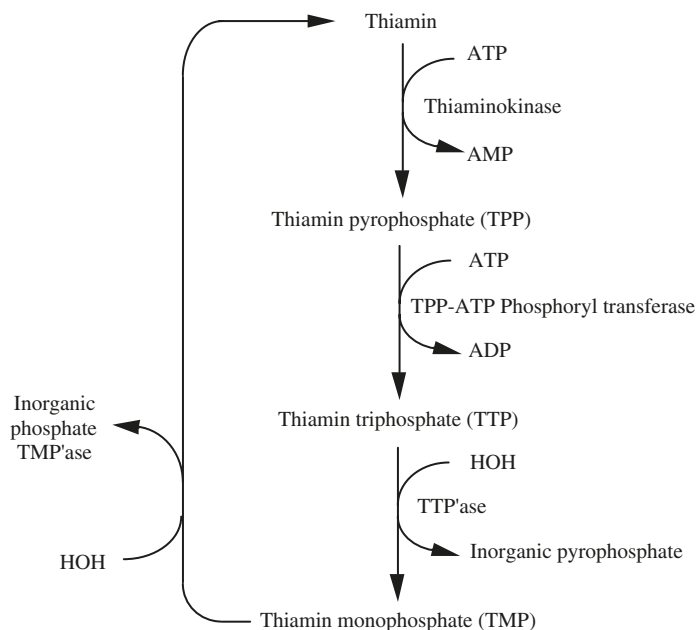 Thiamin
ATP
Thiaminokinase
AMP
Thiamin pyrophosphate (TPP)
ATP
TPP-ATP Phosphoryl transferase
ADP
Inorganic
phosphate
TMP'ase
Thiamin triphosphate (TTP)
HOH
TTP'ase
Inorganic pyrophosphate
HOH
Thiamin monophosphate (TMP)